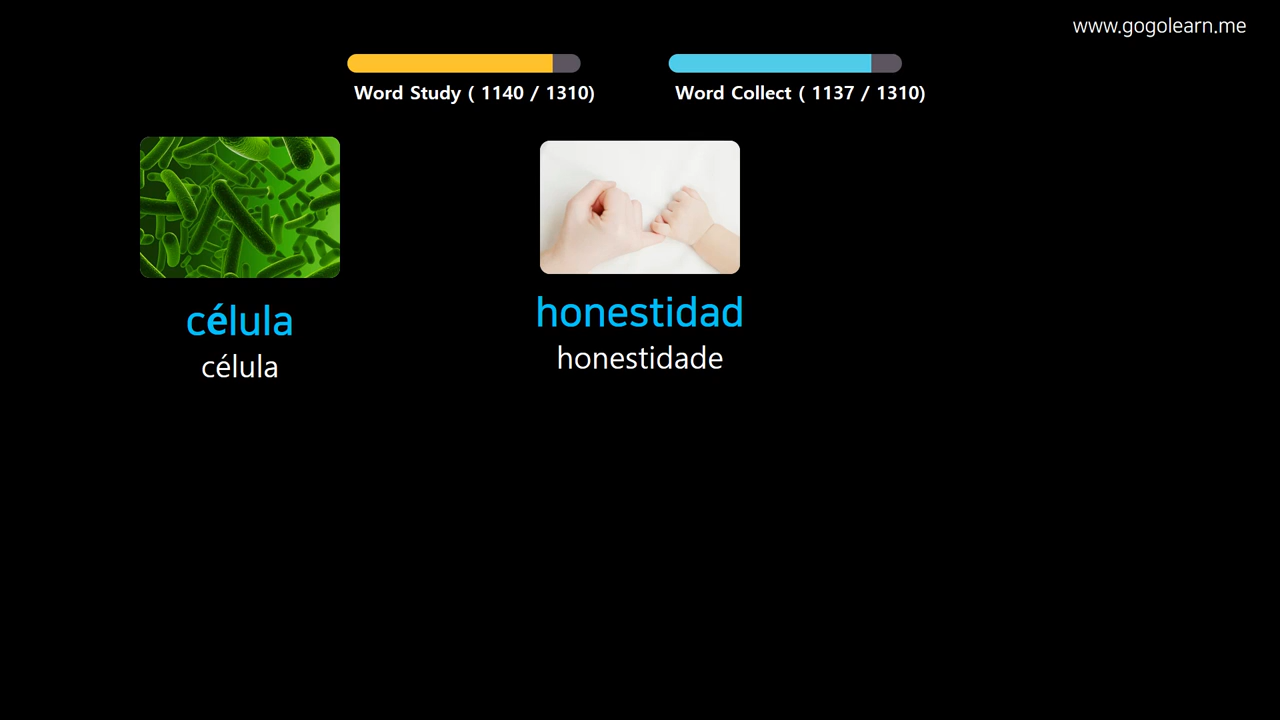 www.gogolearn.me
Word Study ( 1140 / 1310)
Word Collect ( 1137 / 1310)
célula
célula
honestidad
honestidade